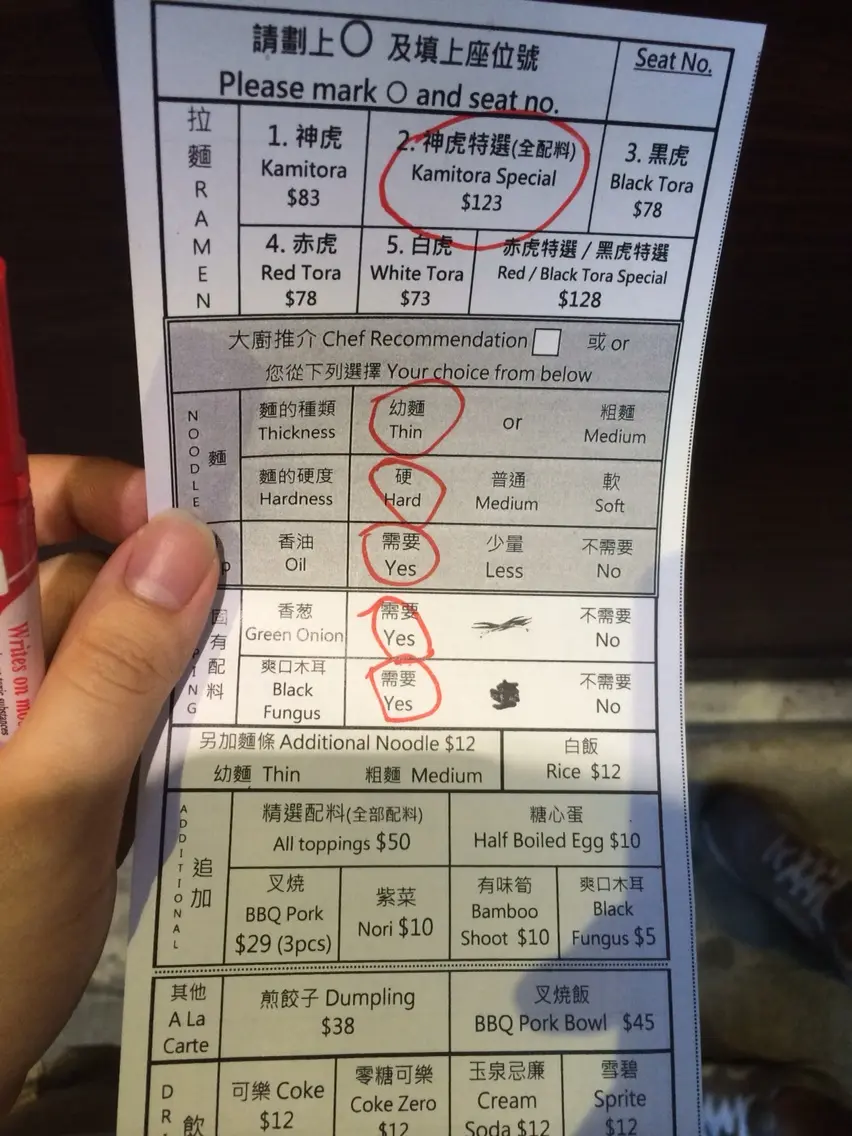 請劃上○ 及填上座位號
Please mark ○ and seat no.
Seat No.
拉麵 RAMEN
1. 神虎
Kamitora
$83
2. 神虎特選(全配料)
Kamitora Special
$123
3. 黑虎
Black Tora
$78
4. 赤虎
Red Tora
$78
5. 白虎
White Tora
$73
赤虎特選 / 黑虎特選
Red / Black Tora Special
$128
大廚推介 Chef Recommendation □ 或 or
您從下列選擇 Your choice from below
NOODLE 麵
麵的種類
Thickness
幼麵
Thin
or
粗麵
Medium
麵的硬度
Hardness
硬
Hard
普通
Medium
軟
Soft
香油
Oil
需要
Yes
少量
Less
不需要
No
有配料
PING
香葱
Green Onion
需要
Yes
不需要
No
爽口木耳
Black
Fungus
需要
Yes
不需要
No
另加麵條 Additional Noodle $12
幼麵 Thin 粗麵 Medium
白飯
Rice $12
ADDITIONAL 追加
精選配料(全部配料)
All toppings $50
糖心蛋
Half Boiled Egg $10
叉燒
BBQ Pork
$29 (3pcs)
紫菜
Nori $10
有味筍
Bamboo
Shoot $10
爽口木耳
Black
Fungus $5
其他
A La
Carte
煎餃子 Dumpling
$38
叉燒飯
BBQ Pork Bowl $45
DR 飲
可樂 Coke
$12
零糖可樂
Coke Zero
$12
玉泉忌廉
Cream
Soda $12
雪碧
Sprite
$12
Writes on